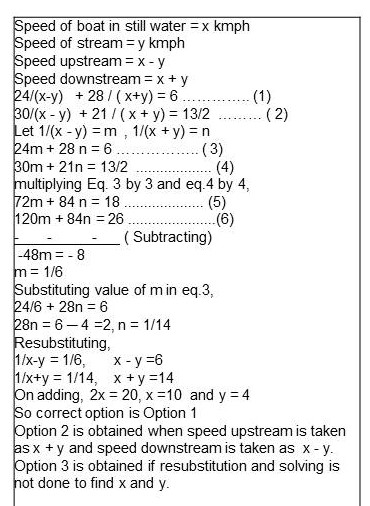 Speed of boat in still water = x kmph
Speed of stream = y kmph
Speed upstream = x - y
Speed downstream = x + y
24/(x-y) + 28 / ( x+y) = 6 ………….. (1)
30/(x - y) + 21 / ( x + y) = 13/2 ……… ( 2)
Let 1/(x - y) = m , 1/(x + y) = n
24m + 28 n = 6 …………….. ( 3)
30m + 21n = 13/2 ................... (4)
multiplying Eq. 3 by 3 and eq.4 by 4,
72m + 84 n = 18 .................... (5)
120m + 84n = 26 ......................(6)
- - - ( Subtracting)
-48m = - 8
m = 1/6
Substituting value of m in eq.3,
24/6 + 28n = 6
28n = 6 — 4 =2, n = 1/14
Resubstituting,
1/x-y = 1/6, x - y =6
1/x+y = 1/14, x + y =14
On adding, 2x = 20, x =10 and y = 4
So correct option is Option 1
Option 2 is obtained when speed upstream is taken
as x + y and speed downstream is taken as x - y.
Option 3 is obtained if resubstitution and solving is
not done to find x and y.